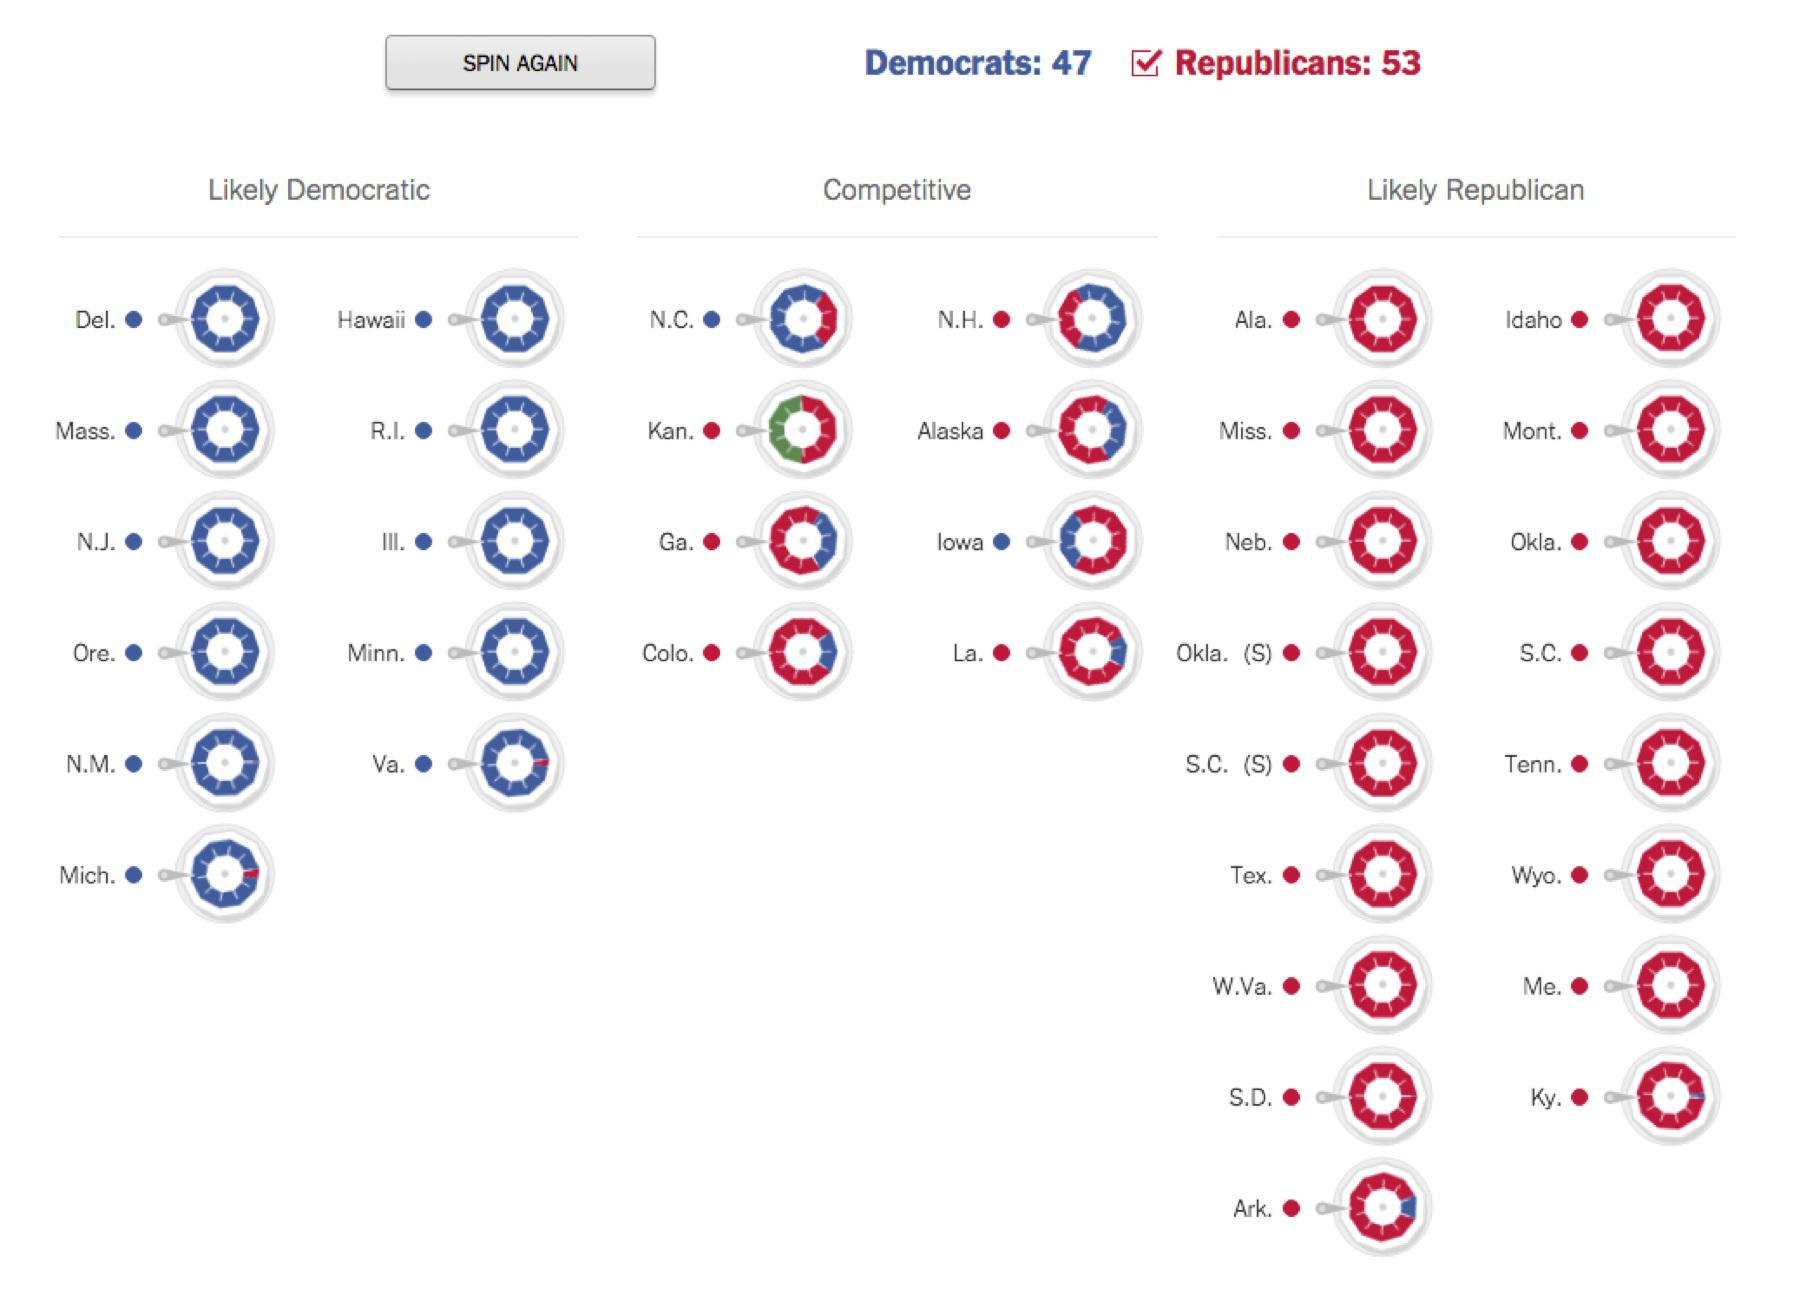 SPIN AGAIN
Democrats: 47 Republicans: 53
Likely Democratic
Competitive
Likely Republican
Del. Hawaii N.C. N.H. Ala. Idaho
Mass. R.I. Kan. Alaska Miss. Mont.
N.J. Ill. Ga. Iowa Neb. Okla.
Ore. Minn. Colo. La. Okla. (S) S.C.
N.M. Va. S.C. (S) Tenn.
Mich. Tex. Wyo.
W.Va. Me.
S.D. Ky.
Ark.